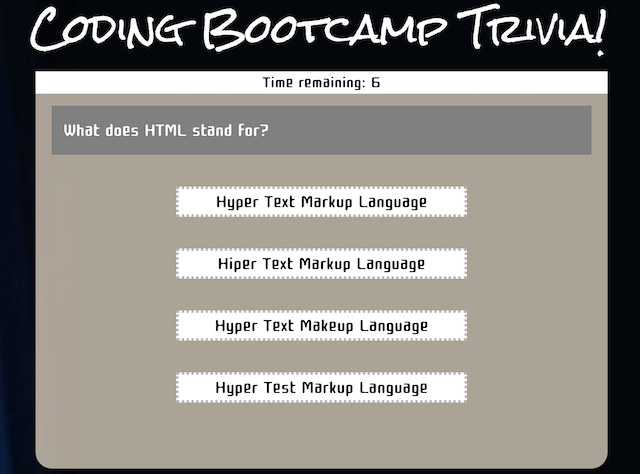 Coding Bootcamp Trivia!
Time remaining: 6
What does HTML stand for?
Hyper Text Markup Language
Hiper Text Markup Language
Hyper Text Makeup Language
Hyper Test Markup Language